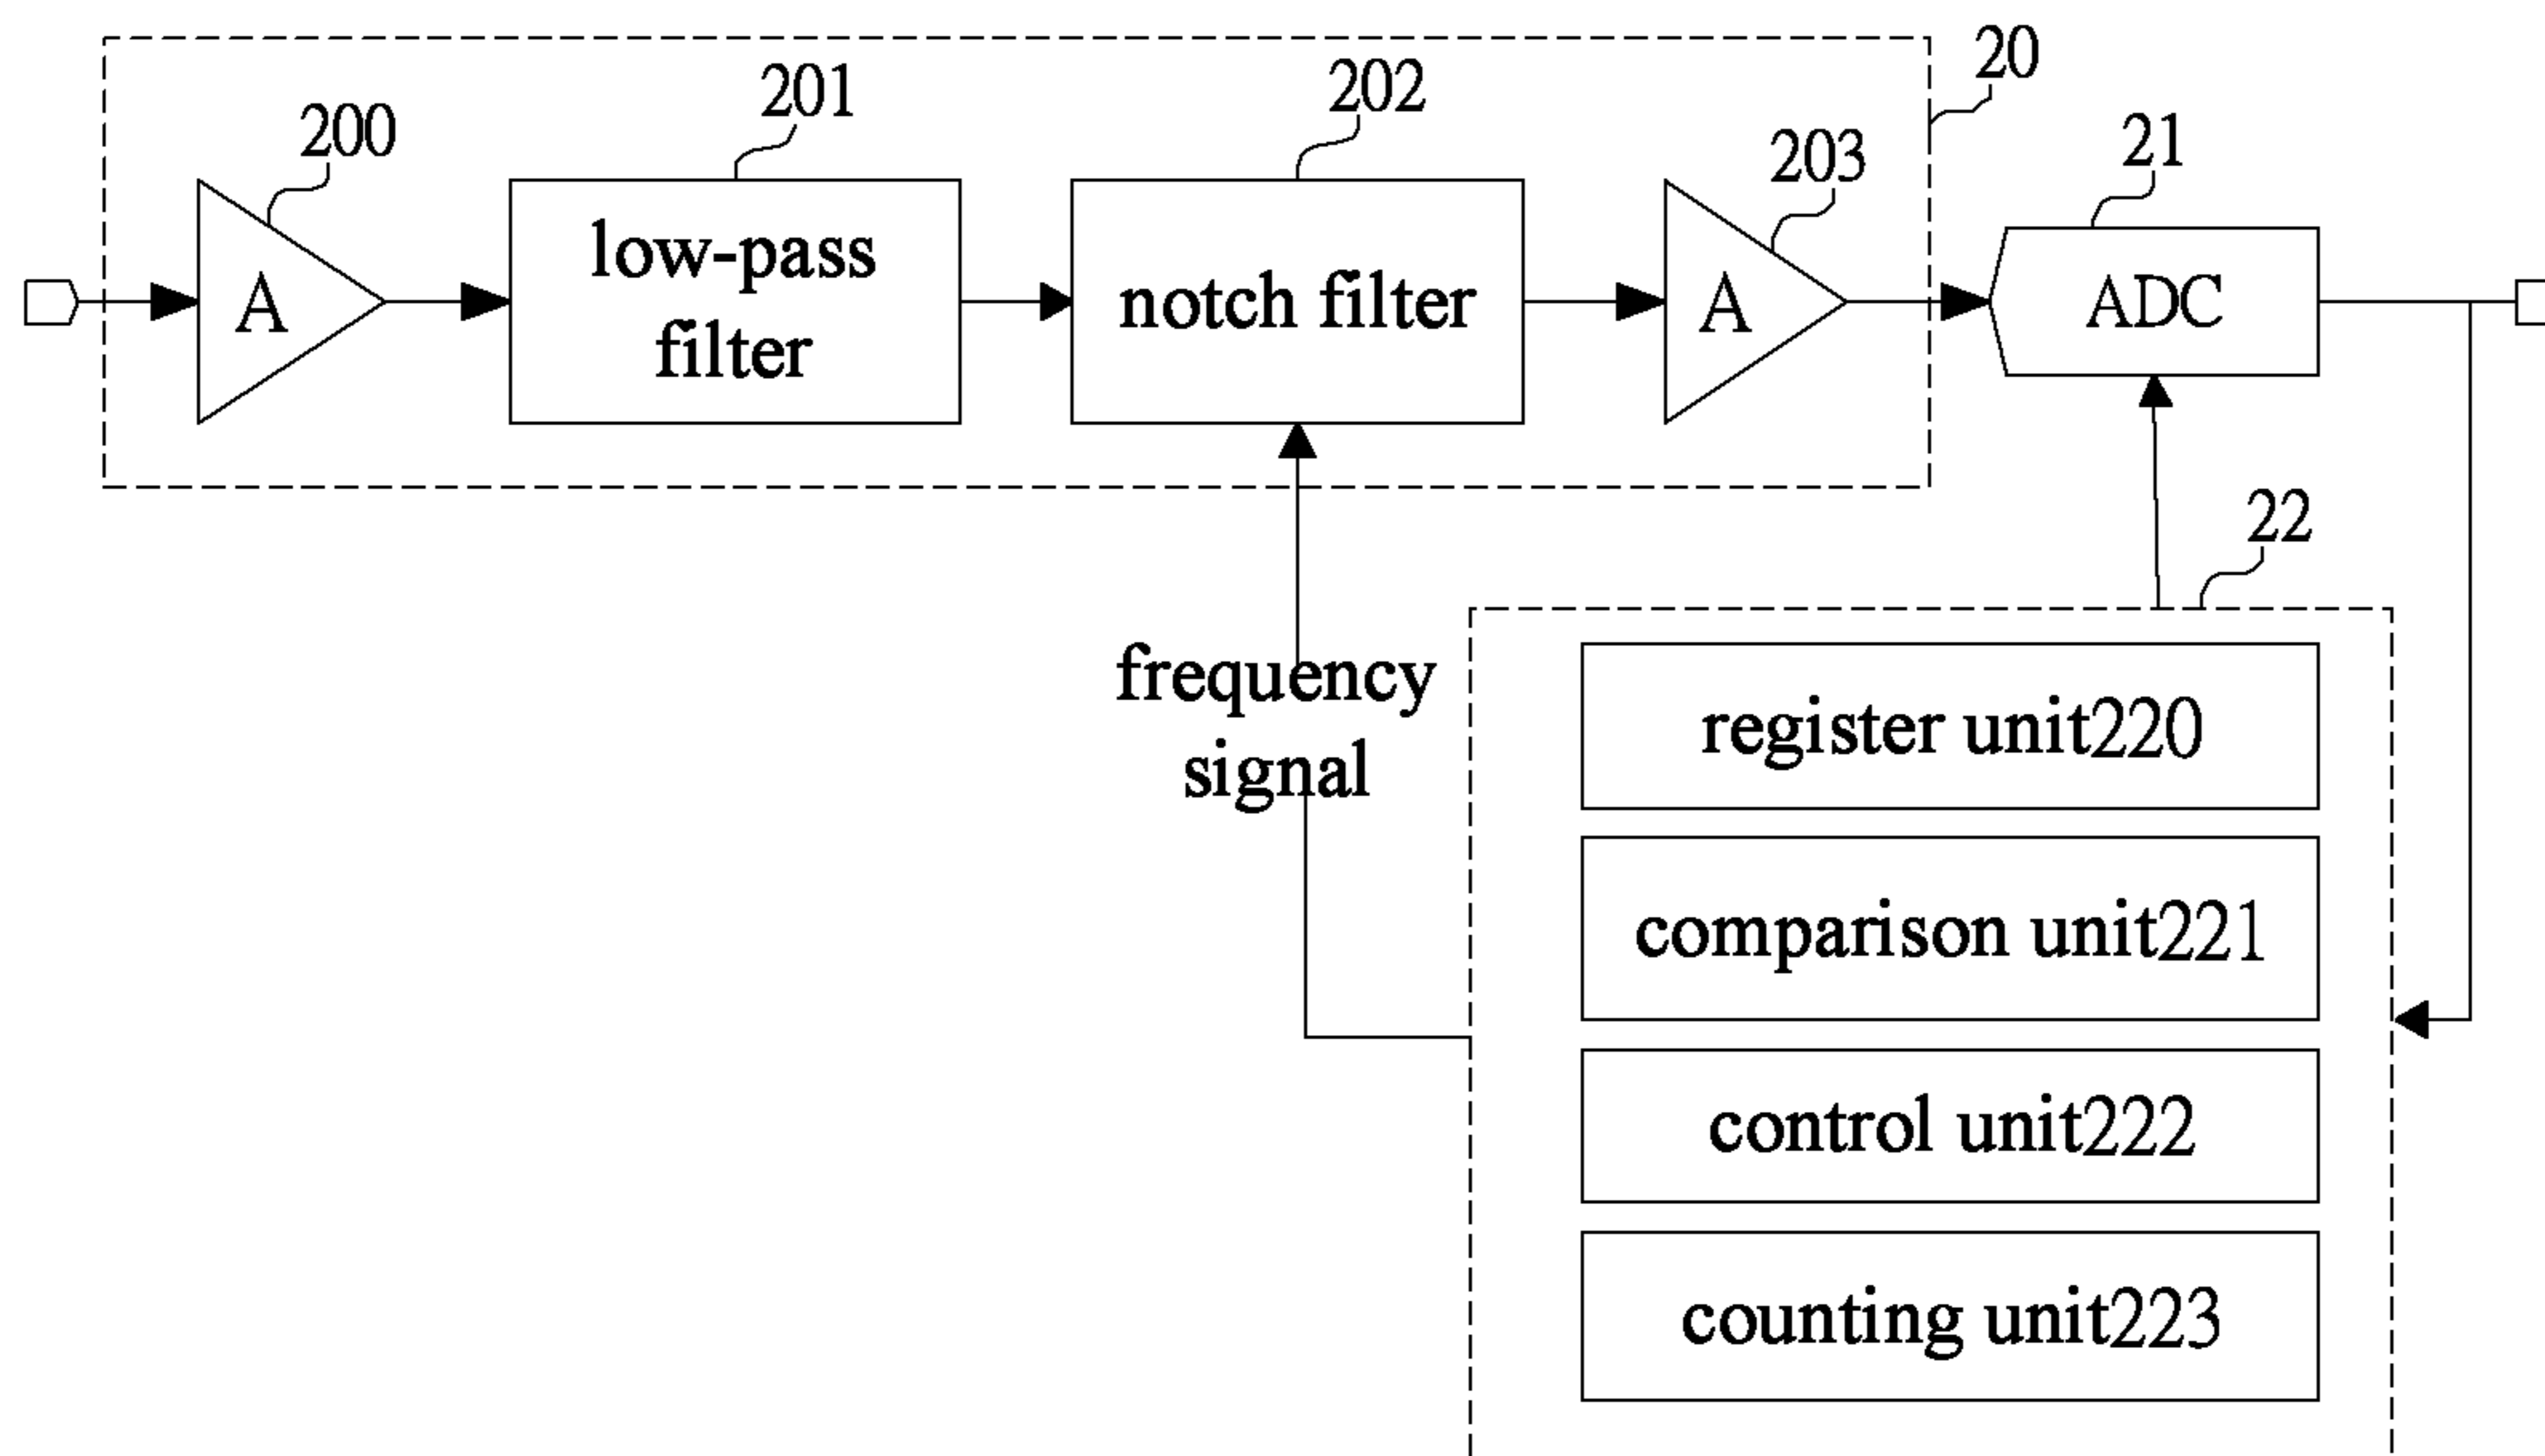 20
202
201
21
200
203
low-pass
filter
A
notch filter
A
ADC
22
frequency
signal
register unit220
comparison unit221
control unit222
counting unit223